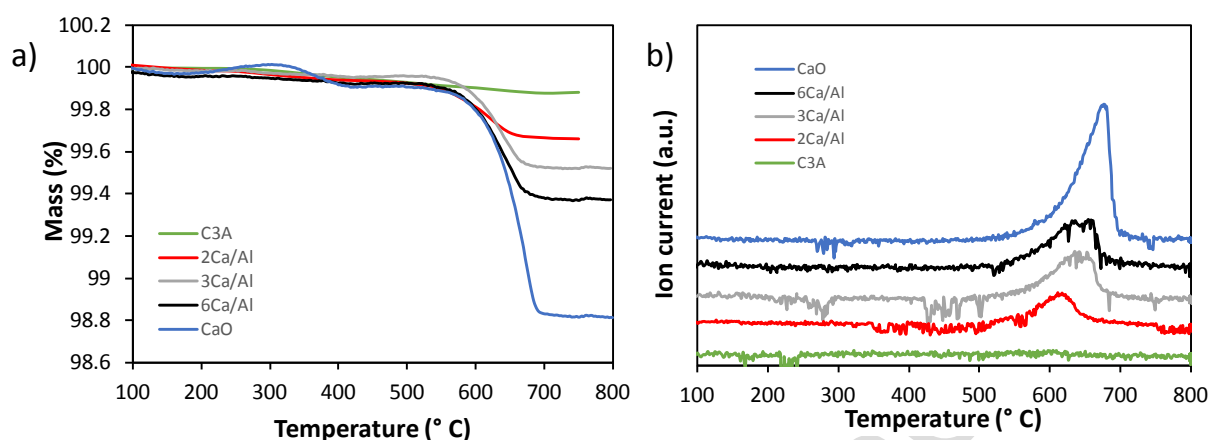 a)
Mass (%)
100.2
100
99.8
99.6
99.4
99.2
99
98.8
98.6
C3A
2Ca/Al
3Ca/Al
6Ca/Al
CaO
100 200 300 400 500 600 700 800
Temperature (° C)
b)
Ion current (a.u.)
CaO
6Ca/Al
3Ca/Al
2Ca/Al
C3A
100 200 300 400 500 600 700 800
Temperature (° C)